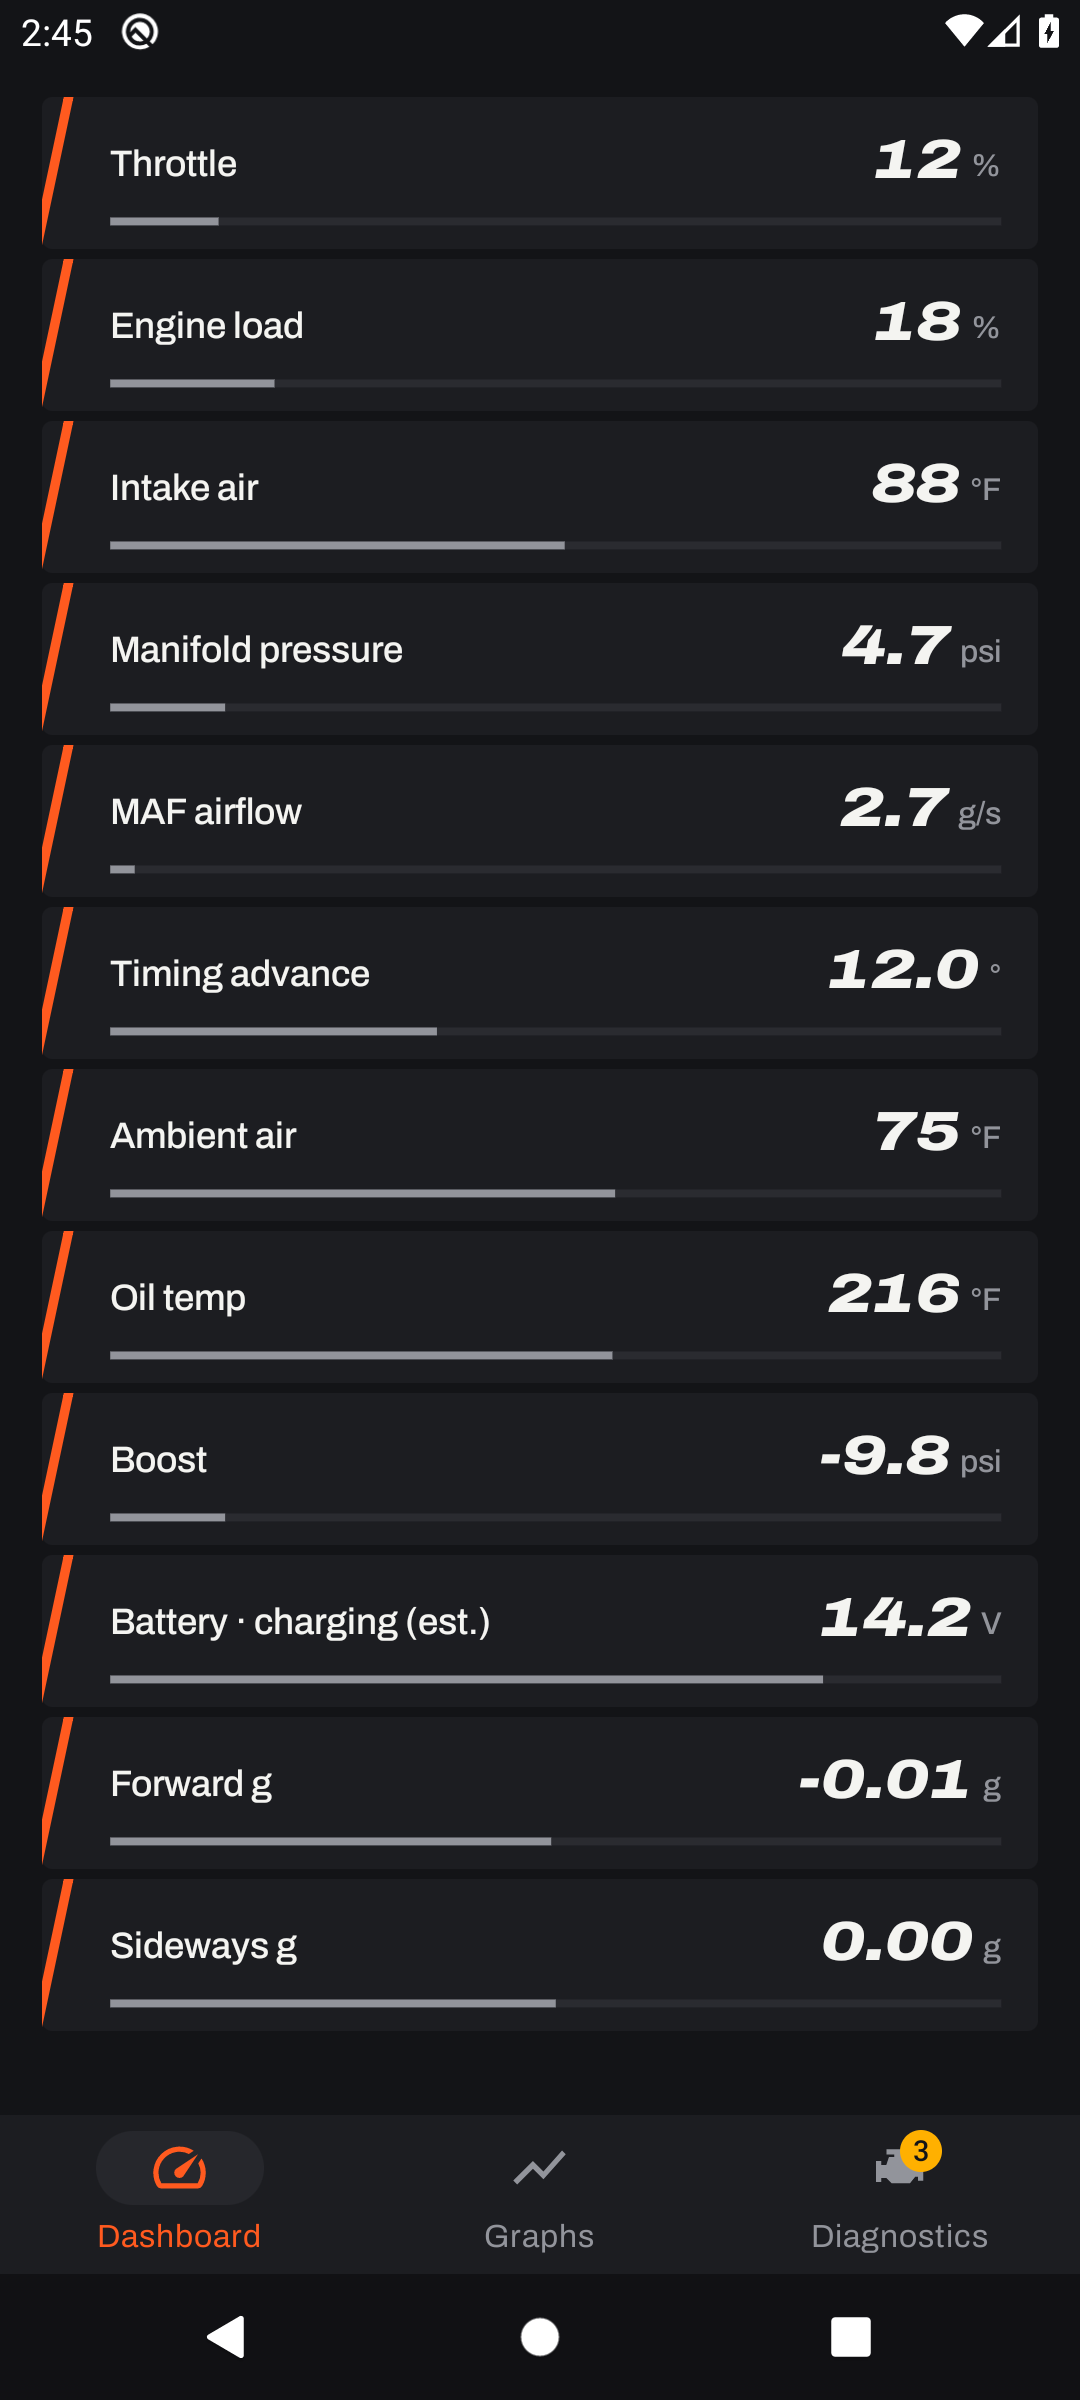 2:45
Throttle 12 %
Engine load 18 %
Intake air 88 °F
Manifold pressure 4.7 psi
MAF airflow 2.7 g/s
Timing advance 12.0 °
Ambient air 75 °F
Oil temp 216 °F
Boost -9.8 psi
Battery · charging (est.) 14.2 V
Forward g -0.01 g
Sideways g 0.00 g
3
Dashboard Graphs Diagnostics